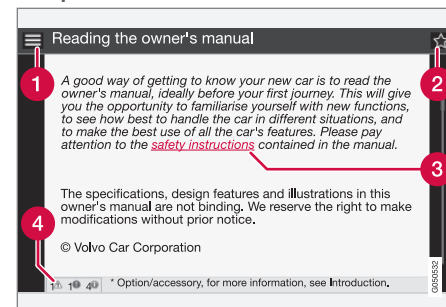 Reading the owner's manual
1
2
A good way of getting to know your new car is to read the
owner's manual, ideally before your first journey. This will give
you the opportunity to familiarise yourself with new functions,
to see how best to handle the car in different situations, and
to make the best use of all the car's features. Please pay
attention to the safety instructions contained in the manual.
3
The specifications, design features and illustrations in this
owner's manual are not binding. We reserve the right to make
modifications without prior notice.
4
© Volvo Car Corporation
1 1 4 * Option/accessory, for more information, see Introduction.
G050532